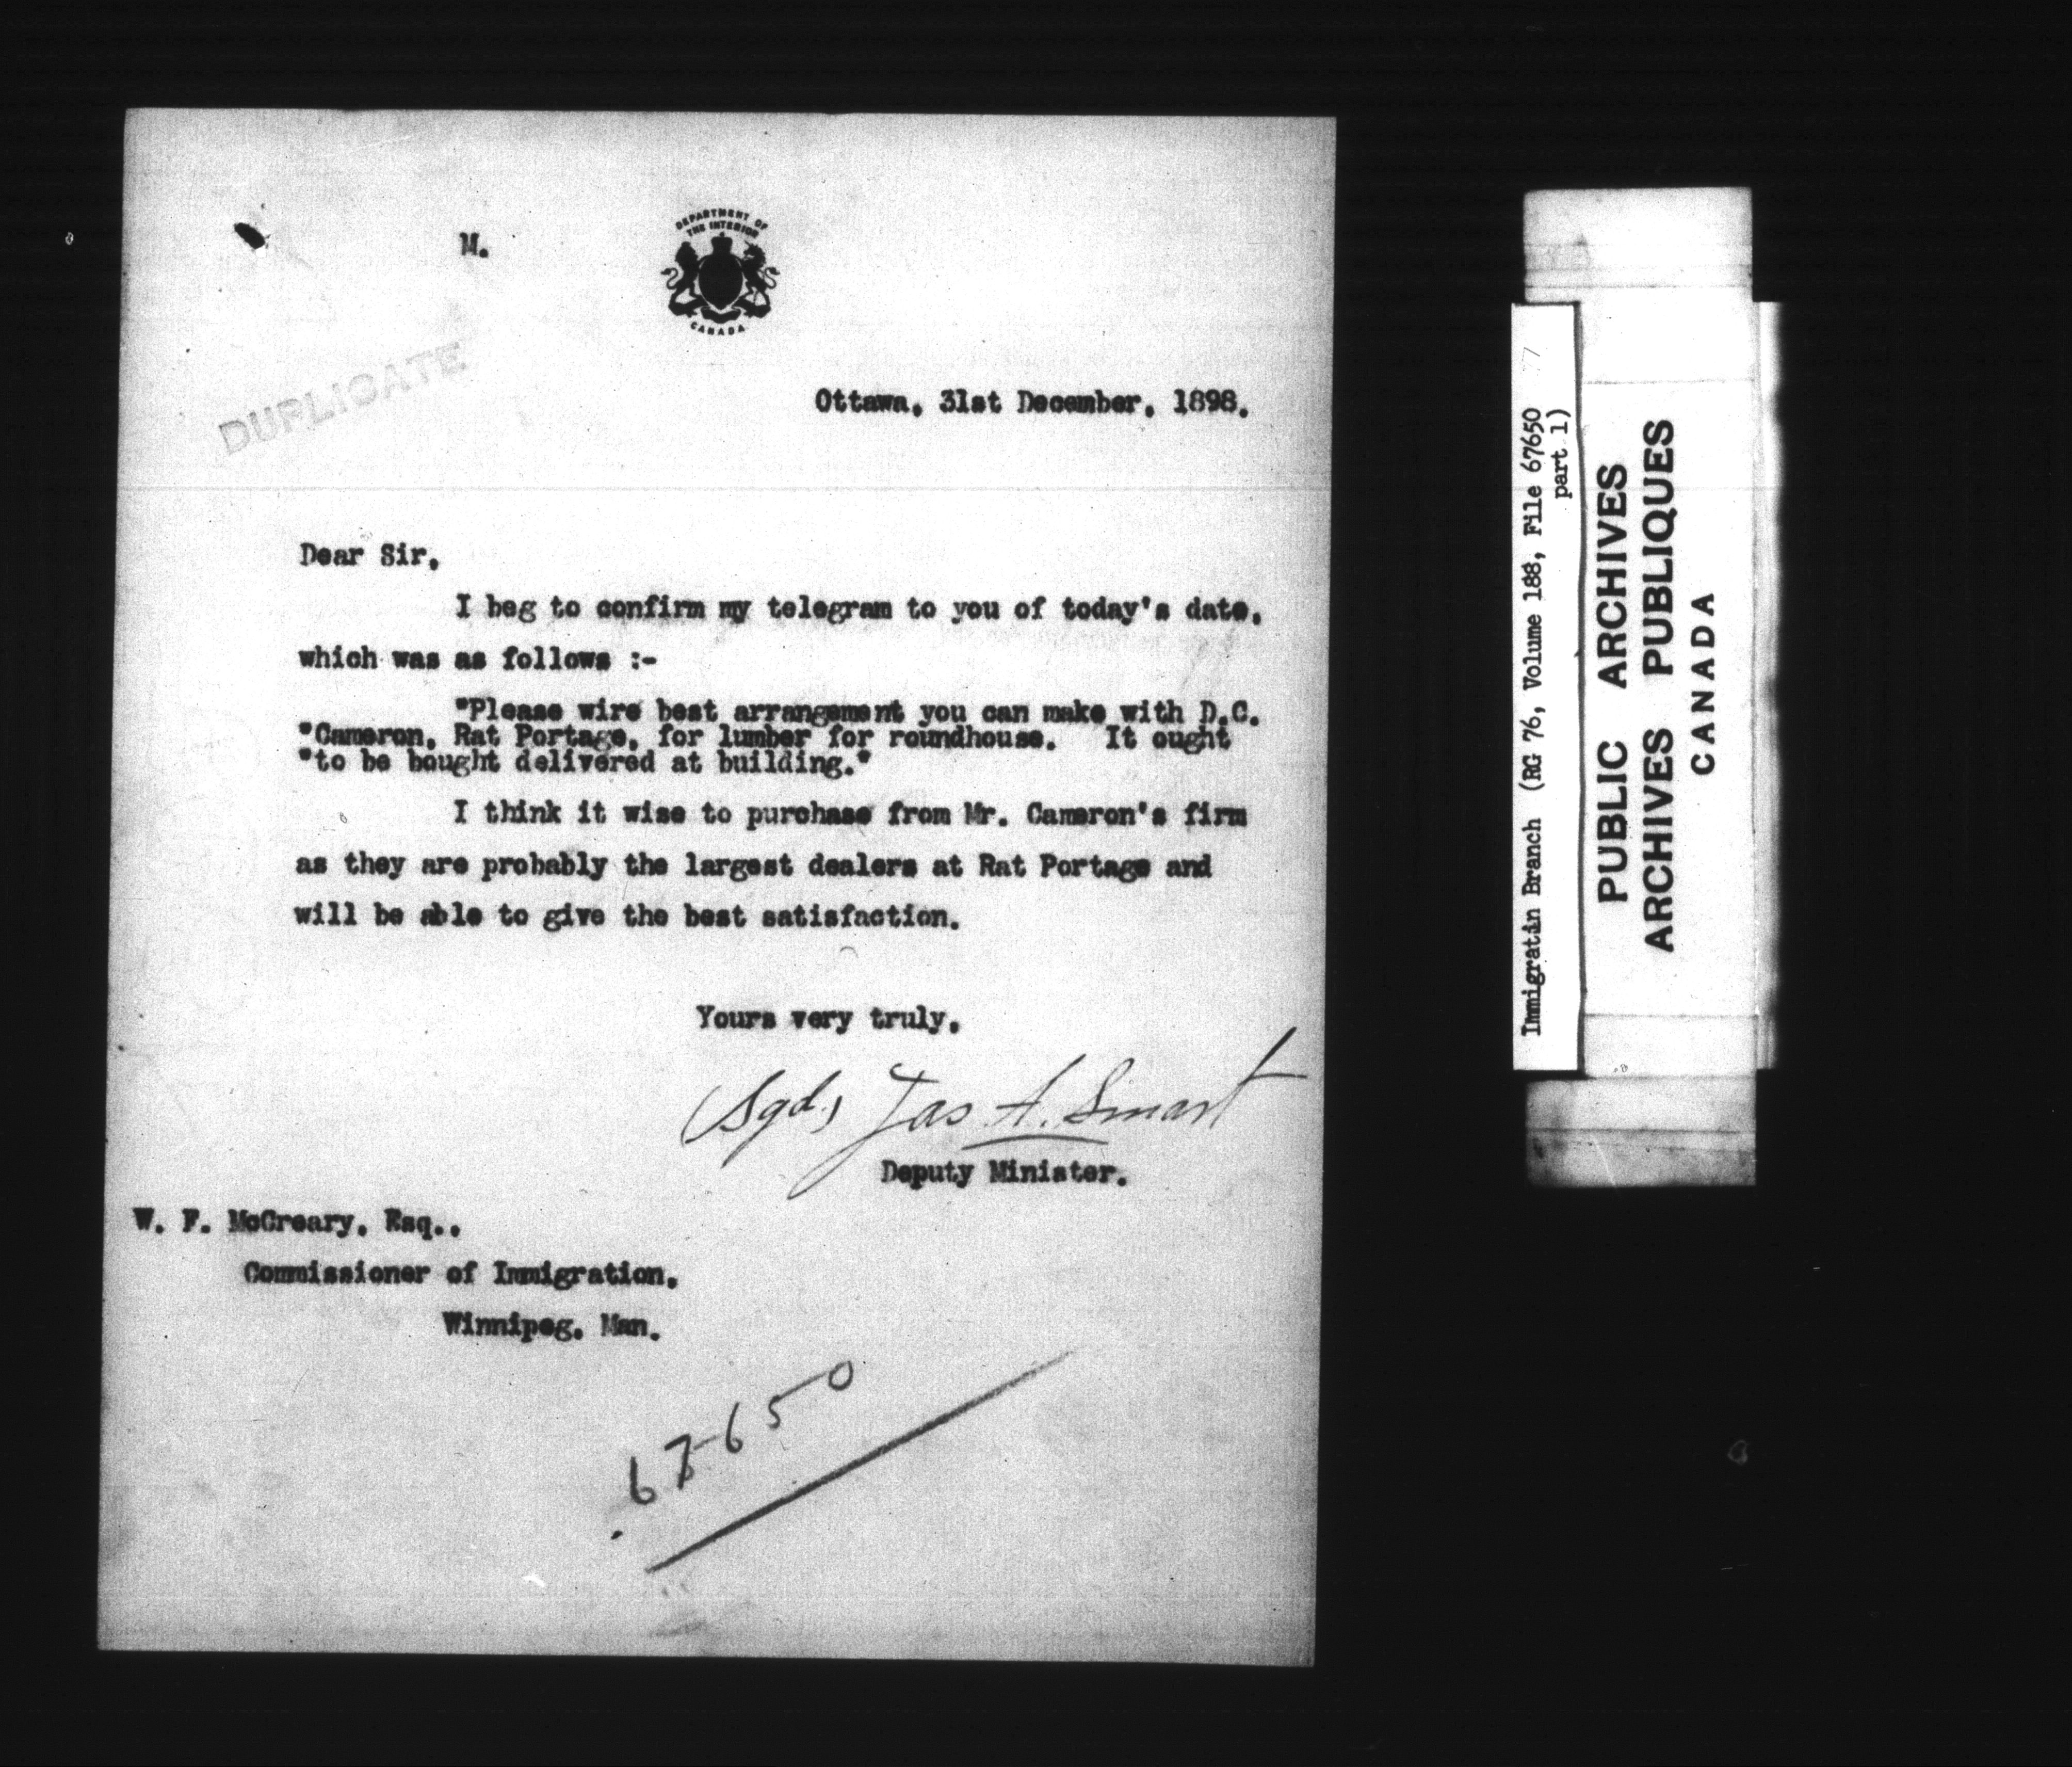 M.
DEPARTMENT OF
THE INTERIOR
CANADA
DUPLICATE
Ottawa, 31st December, 1898.
Dear Sir,
I beg to confirm my telegram to you of today's date,
which was as follows :-
"Please wire best arrangement you can make with D.C.
"Cameron, Rat Portage, for lumber for roundhouse. It ought
"to be bought delivered at building."
I think it wise to purchase from Mr. Cameron's firm
as they are probably the largest dealers at Rat Portage and
will be able to give the best satisfaction.
Yours very truly,
(Sgd.) Jas A. Smart
Deputy Minister.
W. F. McCreary, Esq.,
Commissioner of Immigration,
Winnipeg, Man.
67650
Immigratin Branch (RG 76, Volume 188, File 67650
part 1)
PUBLIC ARCHIVES
ARCHIVES PUBLIQUES
CANADA